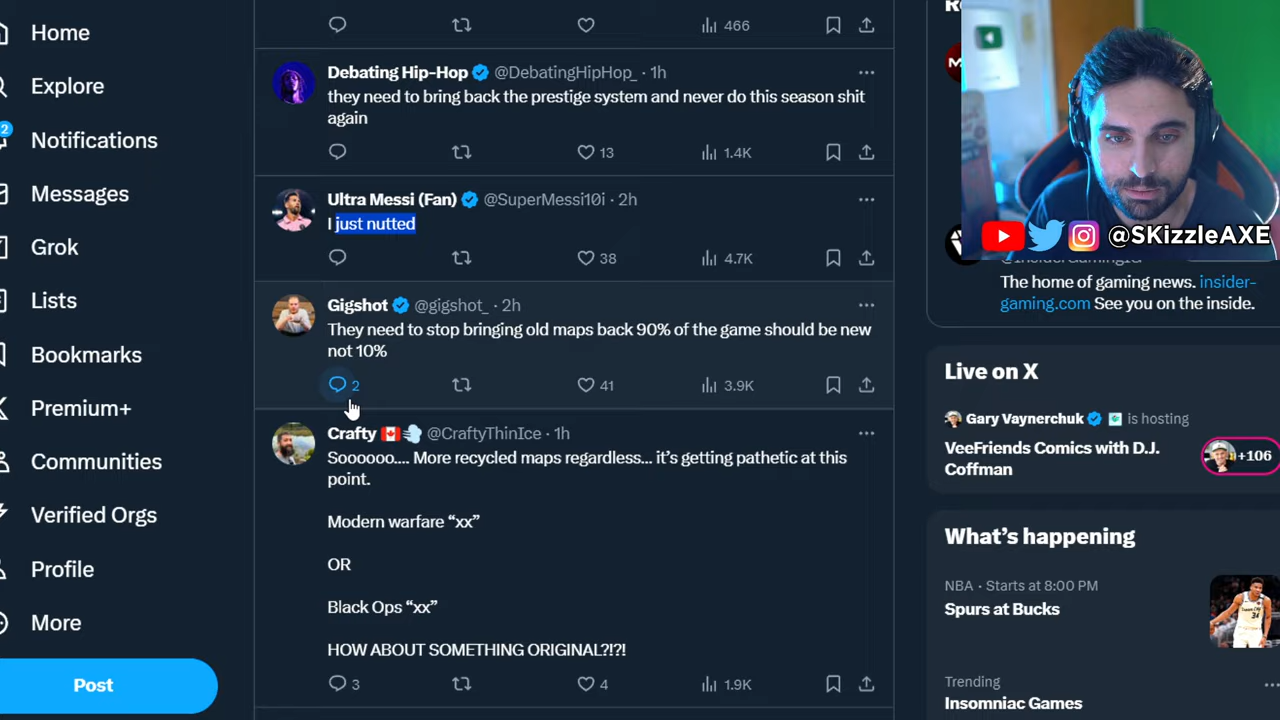 Home
Explore
2
Notifications
Messages
Grok
Lists
Bookmarks
Premium+
Communities
Verified Orgs
Profile
More
Post
466
Debating Hip-Hop @DebatingHipHop_ · 1h
they need to bring back the prestige system and never do this season shit
again
13
1.4K
Ultra Messi (Fan) @SuperMessi10i · 2h
I just nutted
38
4.7K
Gigshot @gigshot_ · 2h
They need to stop bringing old maps back 90% of the game should be new
not 10%
2
41
3.9K
Crafty @CraftyThinIce · 1h
Soooooo.... More recycled maps regardless... it’s getting pathetic at this
point.
Modern warfare “xx”
OR
Black Ops “xx”
HOW ABOUT SOMETHING ORIGINAL?!?!
3
4
1.9K
@SKizzleAXE
The home of gaming news. insider-
gaming.com See you on the inside.
Live on X
Gary Vaynerchuk is hosting
VeeFriends Comics with D.J.
Coffman
+106
What’s happening
NBA · Starts at 8:00 PM
Spurs at Bucks
Trending
Insomniac Games